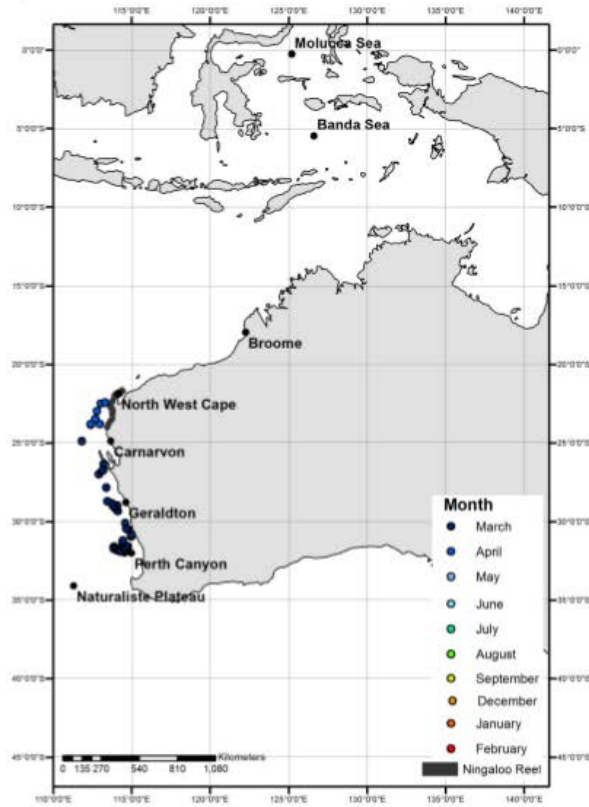 115°0'0"E 120°0'0"E 125°0'0"E 130°0'0"E 135°0'0"E 140°0'0"E
Molucca Sea
0°0'0" 0°0'0"
Banda Sea
5°0'0"S 5°0'0"S
10°0'0"S 10°0'0"S
15°0'0"S 15°0'0"S
Broome
20°0'0"S 20°0'0"S
North West Cape
25°0'0"S 25°0'0"S
Carnarvon
Geraldton
30°0'0"S 30°0'0"S
Perth Canyon
Naturaliste Plateau
35°0'0"S 35°0'0"S
40°0'0"S 40°0'0"S
45°0'0"S 45°0'0"S
Month
March
April
May
June
July
August
September
December
January
February
Ningaloo Reef
Kilometers
0 135 270 540 810 1,080
110°0'0"E 115°0'0"E 120°0'0"E 125°0'0"E 130°0'0"E 135°0'0"E 140°0'0"E